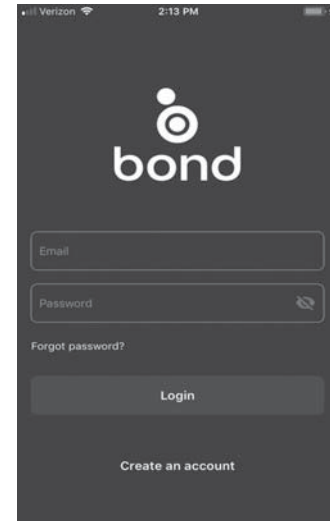 Verizon 2:13 PM
bond
Email
Password
Forgot password?
Login
Create an account